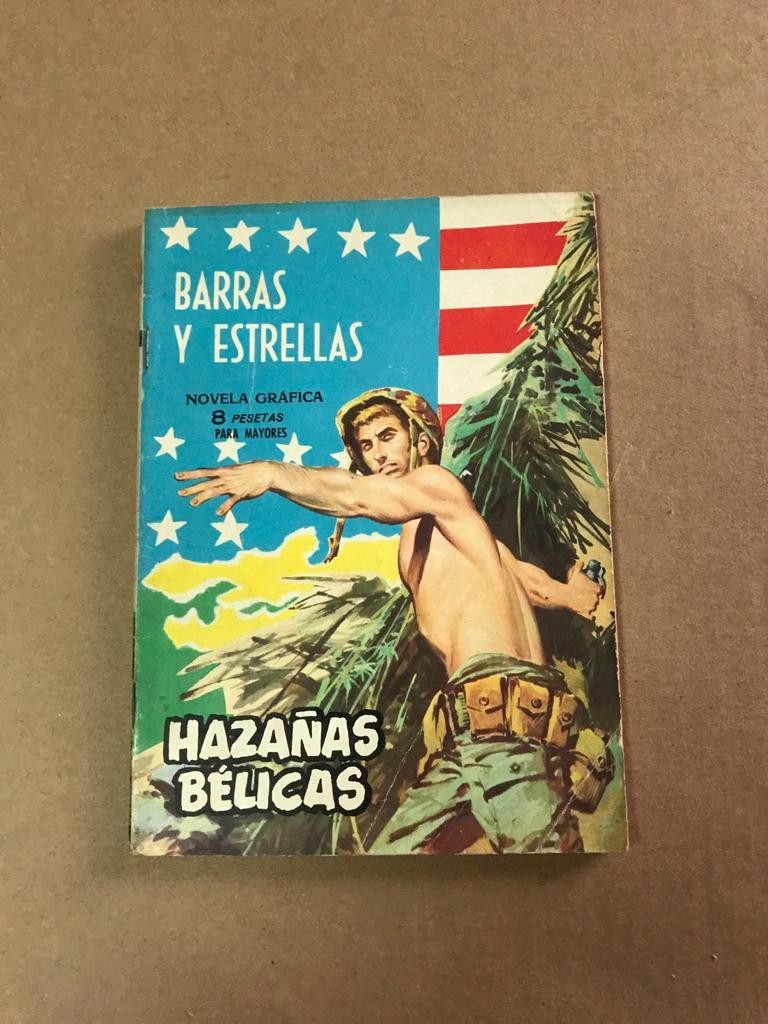 BARRAS
Y ESTRELLAS
NOVELA GRÁFICA
8 PESETAS
PARA MAYORES
HAZAÑAS
BÉLICAS